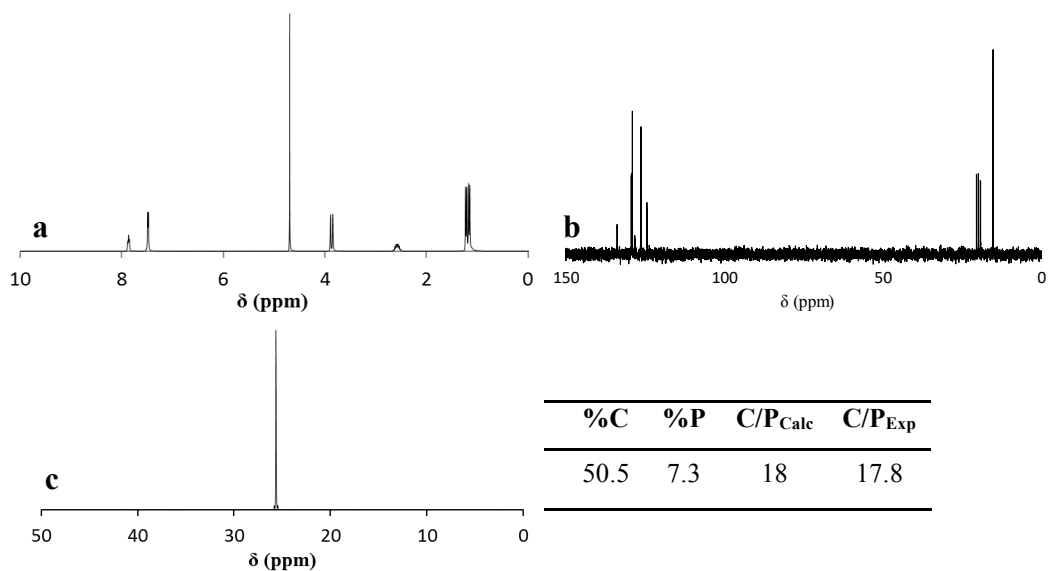 a
10 8 6 4 2 0
δ (ppm)
b
150 100 50 0
δ (ppm)
c
50 40 30 20 10 0
δ (ppm)
%C %P C/PCalc C/PExp
50.5 7.3 18 17.8